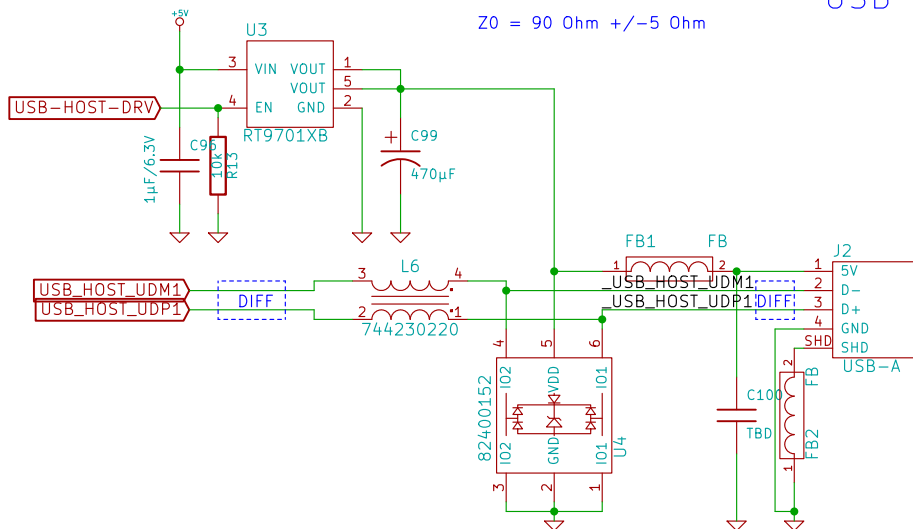 USB
Z0 = 90 Ohm +/-5 Ohm
+5V
U3
3 VIN VOUT 1
VOUT 5
4 EN GND 2
USB-HOST-DRV
RT9701XB
C96
1µF/6.3V
10k
R13
C99
470µF
FB1 FB
1 2
J2
L6
3 4
2 1
744230220
USB_HOST_UDM1
USB_HOST_UDP1
DIFF
_USB_HOST_UDM1
_USB_HOST_UDP1
DIFF
1 5V
2 D-
3 D+
4 GND
SHD SHD
USB-A
4 5 6
IO2 VDD IO1
IO2 GND IO1
3 2 1
82400152
U4
C100
TBD
2
FB
FB2
1